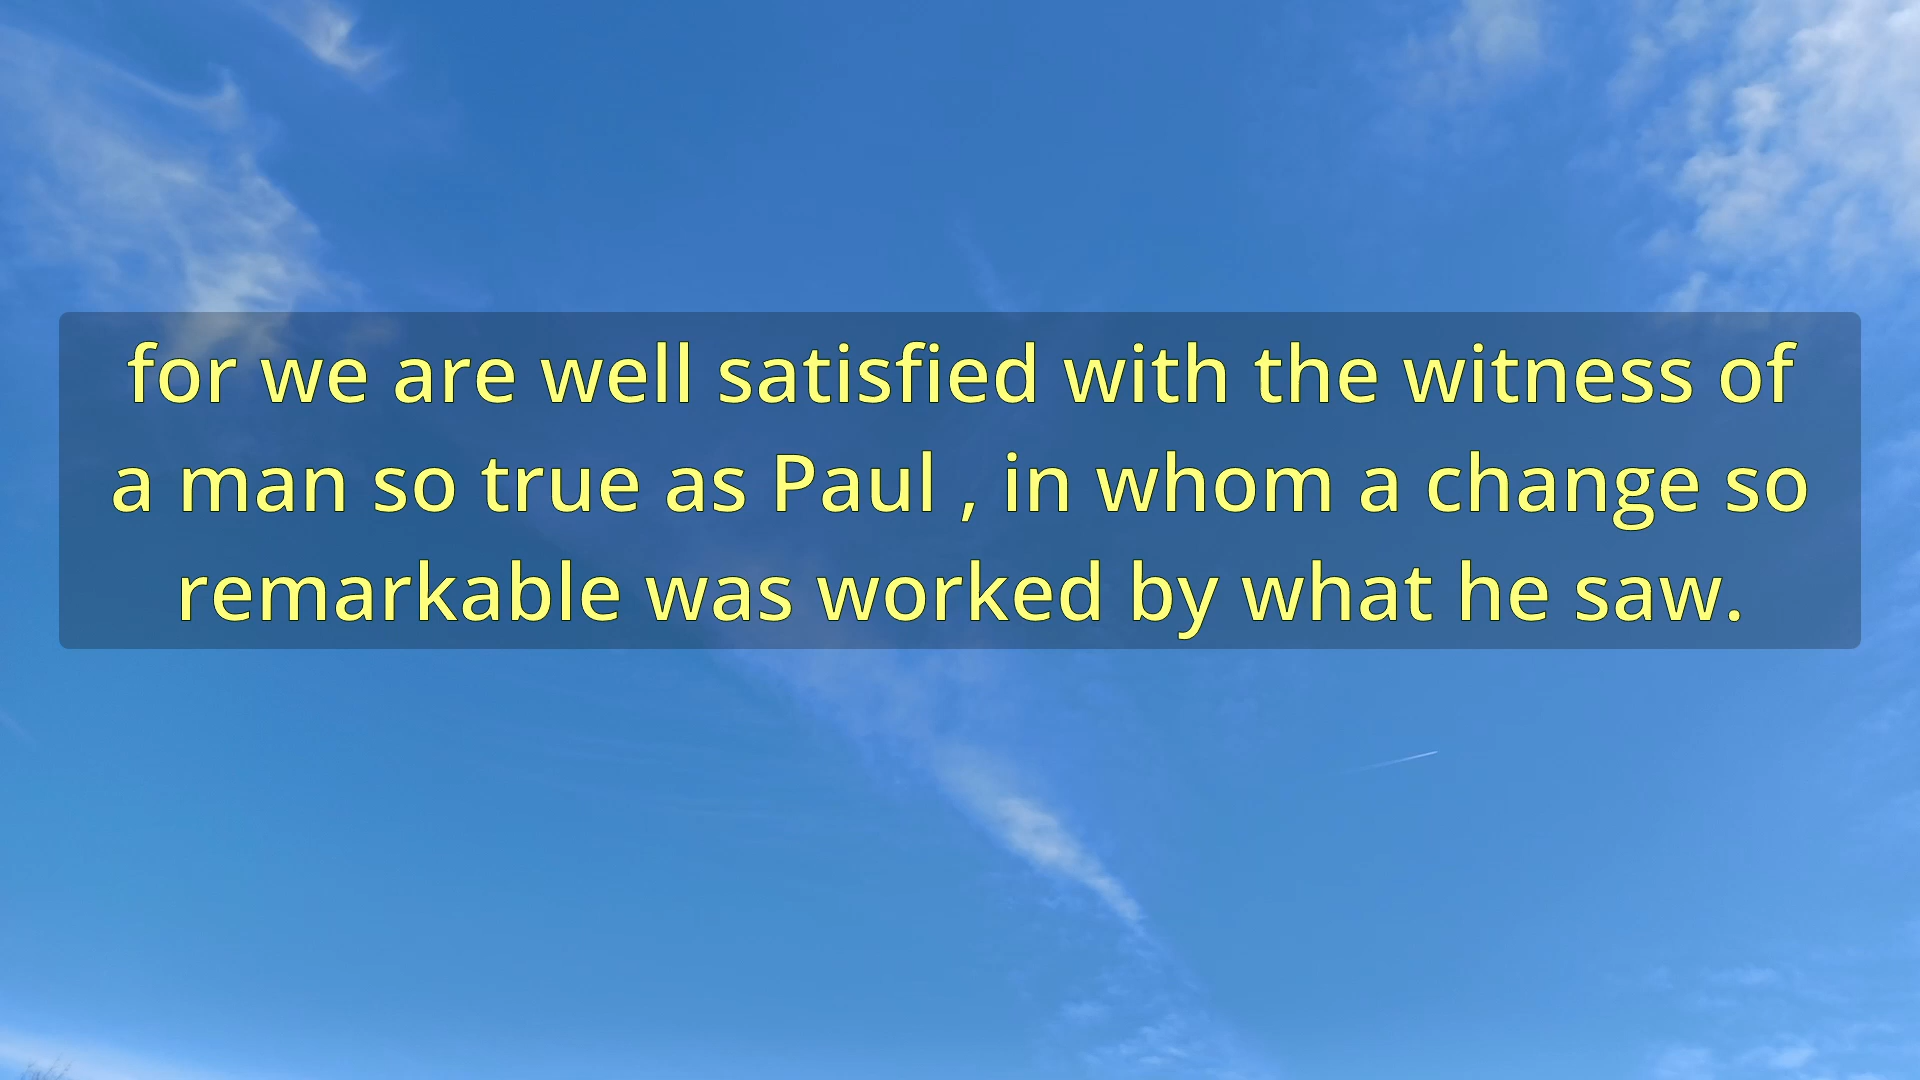 for we are well satisfied with the witness of
a man so true as Paul , in whom a change so
remarkable was worked by what he saw.